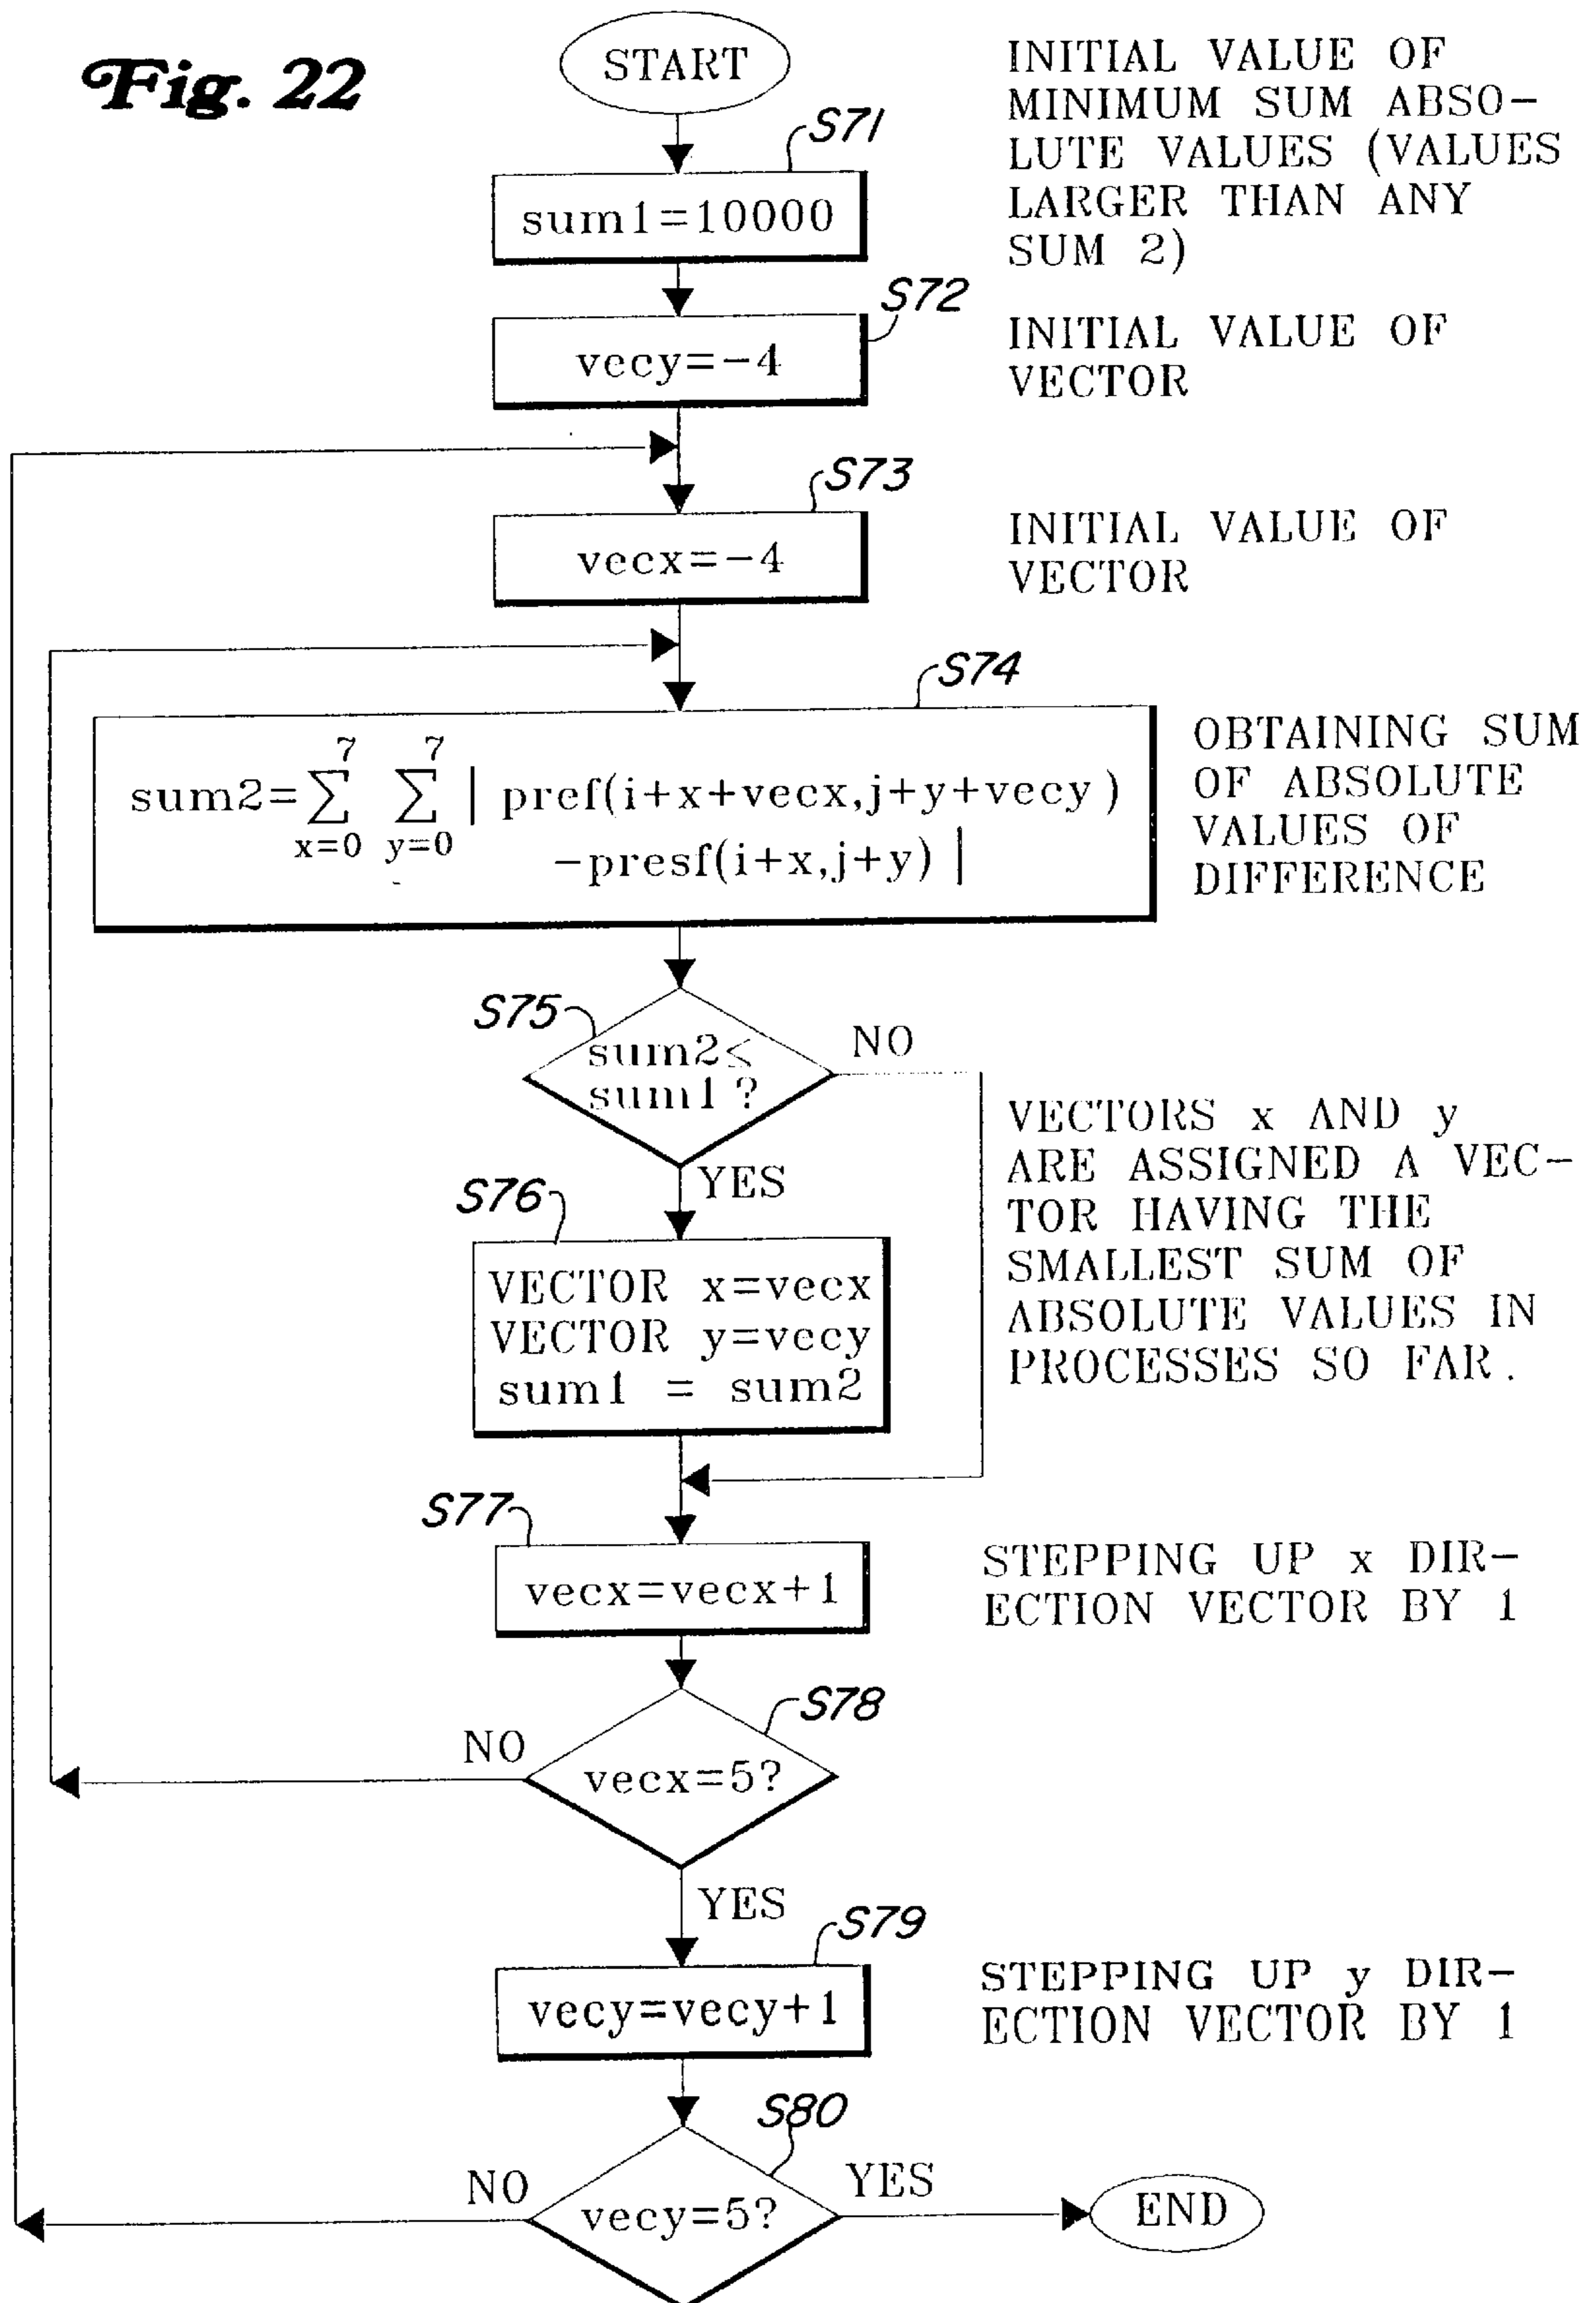 Fig. 22
START
INITIAL VALUE OF
MINIMUM SUM ABSO-
LUTE VALUES (VALUES
LARGER THAN ANY
SUM 2)
S71
sum1=10000
S72
vecy=-4
INITIAL VALUE OF
VECTOR
S73
vecx=-4
INITIAL VALUE OF
VECTOR
S74
sum2=∑ ∑ | pref(i+x+vecx,j+y+vecy)
7 7
x=0 y=0
-presf(i+x,j+y) |
OBTAINING SUM
OF ABSOLUTE
VALUES OF
DIFFERENCE
S75
sum2≤
sum1?
NO
YES
VECTORS x AND y
ARE ASSIGNED A VEC-
TOR HAVING THE
SMALLEST SUM OF
ABSOLUTE VALUES IN
PROCESSES SO FAR.
S76
VECTOR x=vecx
VECTOR y=vecy
sum1 = sum2
S77
vecx=vecx+1
STEPPING UP x DIR-
ECTION VECTOR BY 1
S78
NO
vecx=5?
YES
S79
vecy=vecy+1
STEPPING UP y DIR-
ECTION VECTOR BY 1
S80
NO
vecy=5?
YES
END